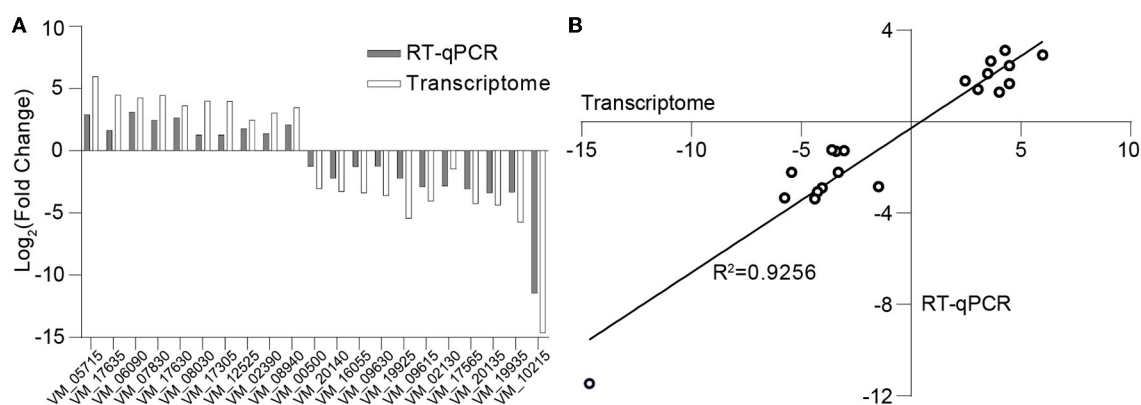 A
Log2(Fold Change)
10
5
0
-5
-10
-15
RT-qPCR
Transcriptome
VM_05715
VM_17635
VM_06090
VM_07830
VM_17630
VM_08030
VM_17305
VM_12525
VM_02390
VM_08940
VM_00500
VM_20140
VM_16055
VM_09630
VM_19925
VM_09615
VM_02130
VM_17565
VM_20135
VM_19935
VM_10215
B
4
Transcriptome
-15
-10
-5
5
10
-4
R²=0.9256
-8
RT-qPCR
-12